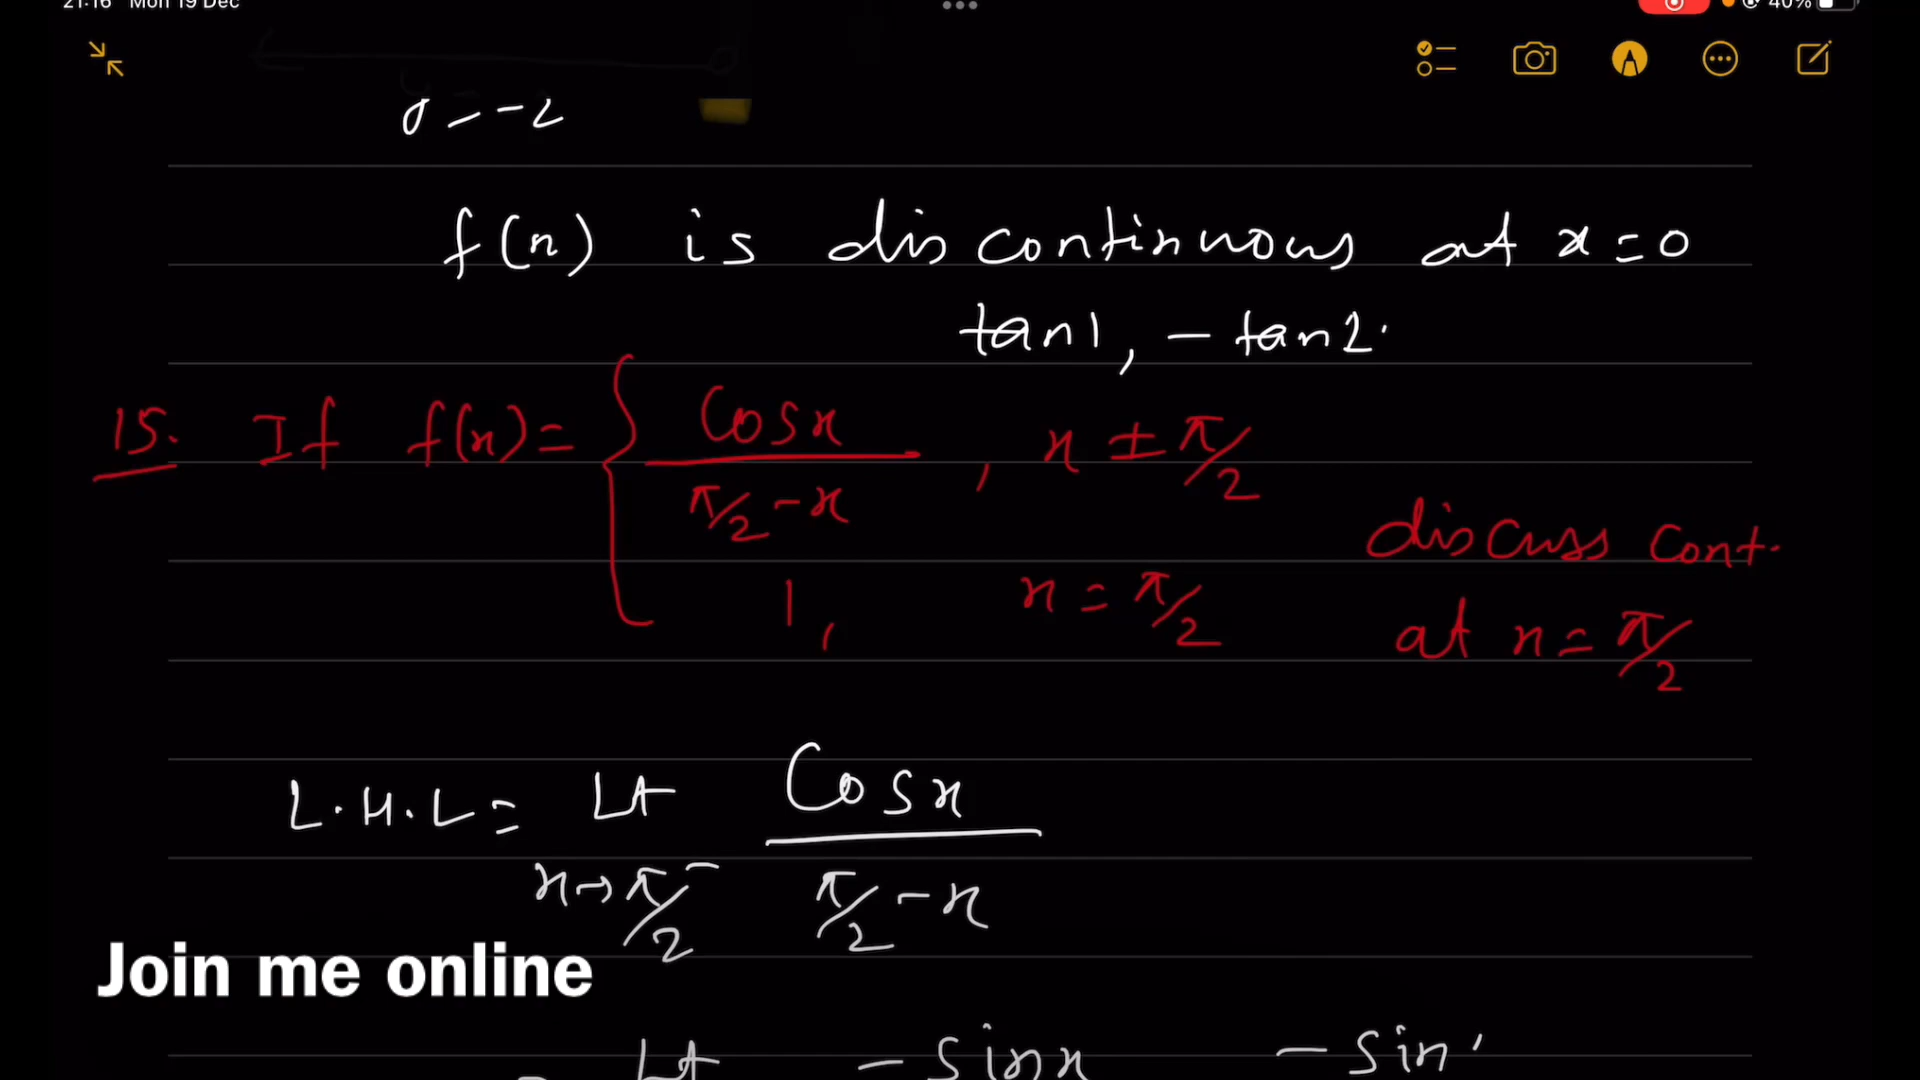 21:16 Mon 19 Dec
40%
f(x) is discontinuous at x=0
tan1, - tan2.
15. If f(x) = { Cosx / π/2 - x , x ± π/2
1, x = π/2
discuss cont.
at x = π/2
L.H.L = Lt Cosx
x→π/2⁻ π/2 - x
Join me online
Lt - Sinx - Sin